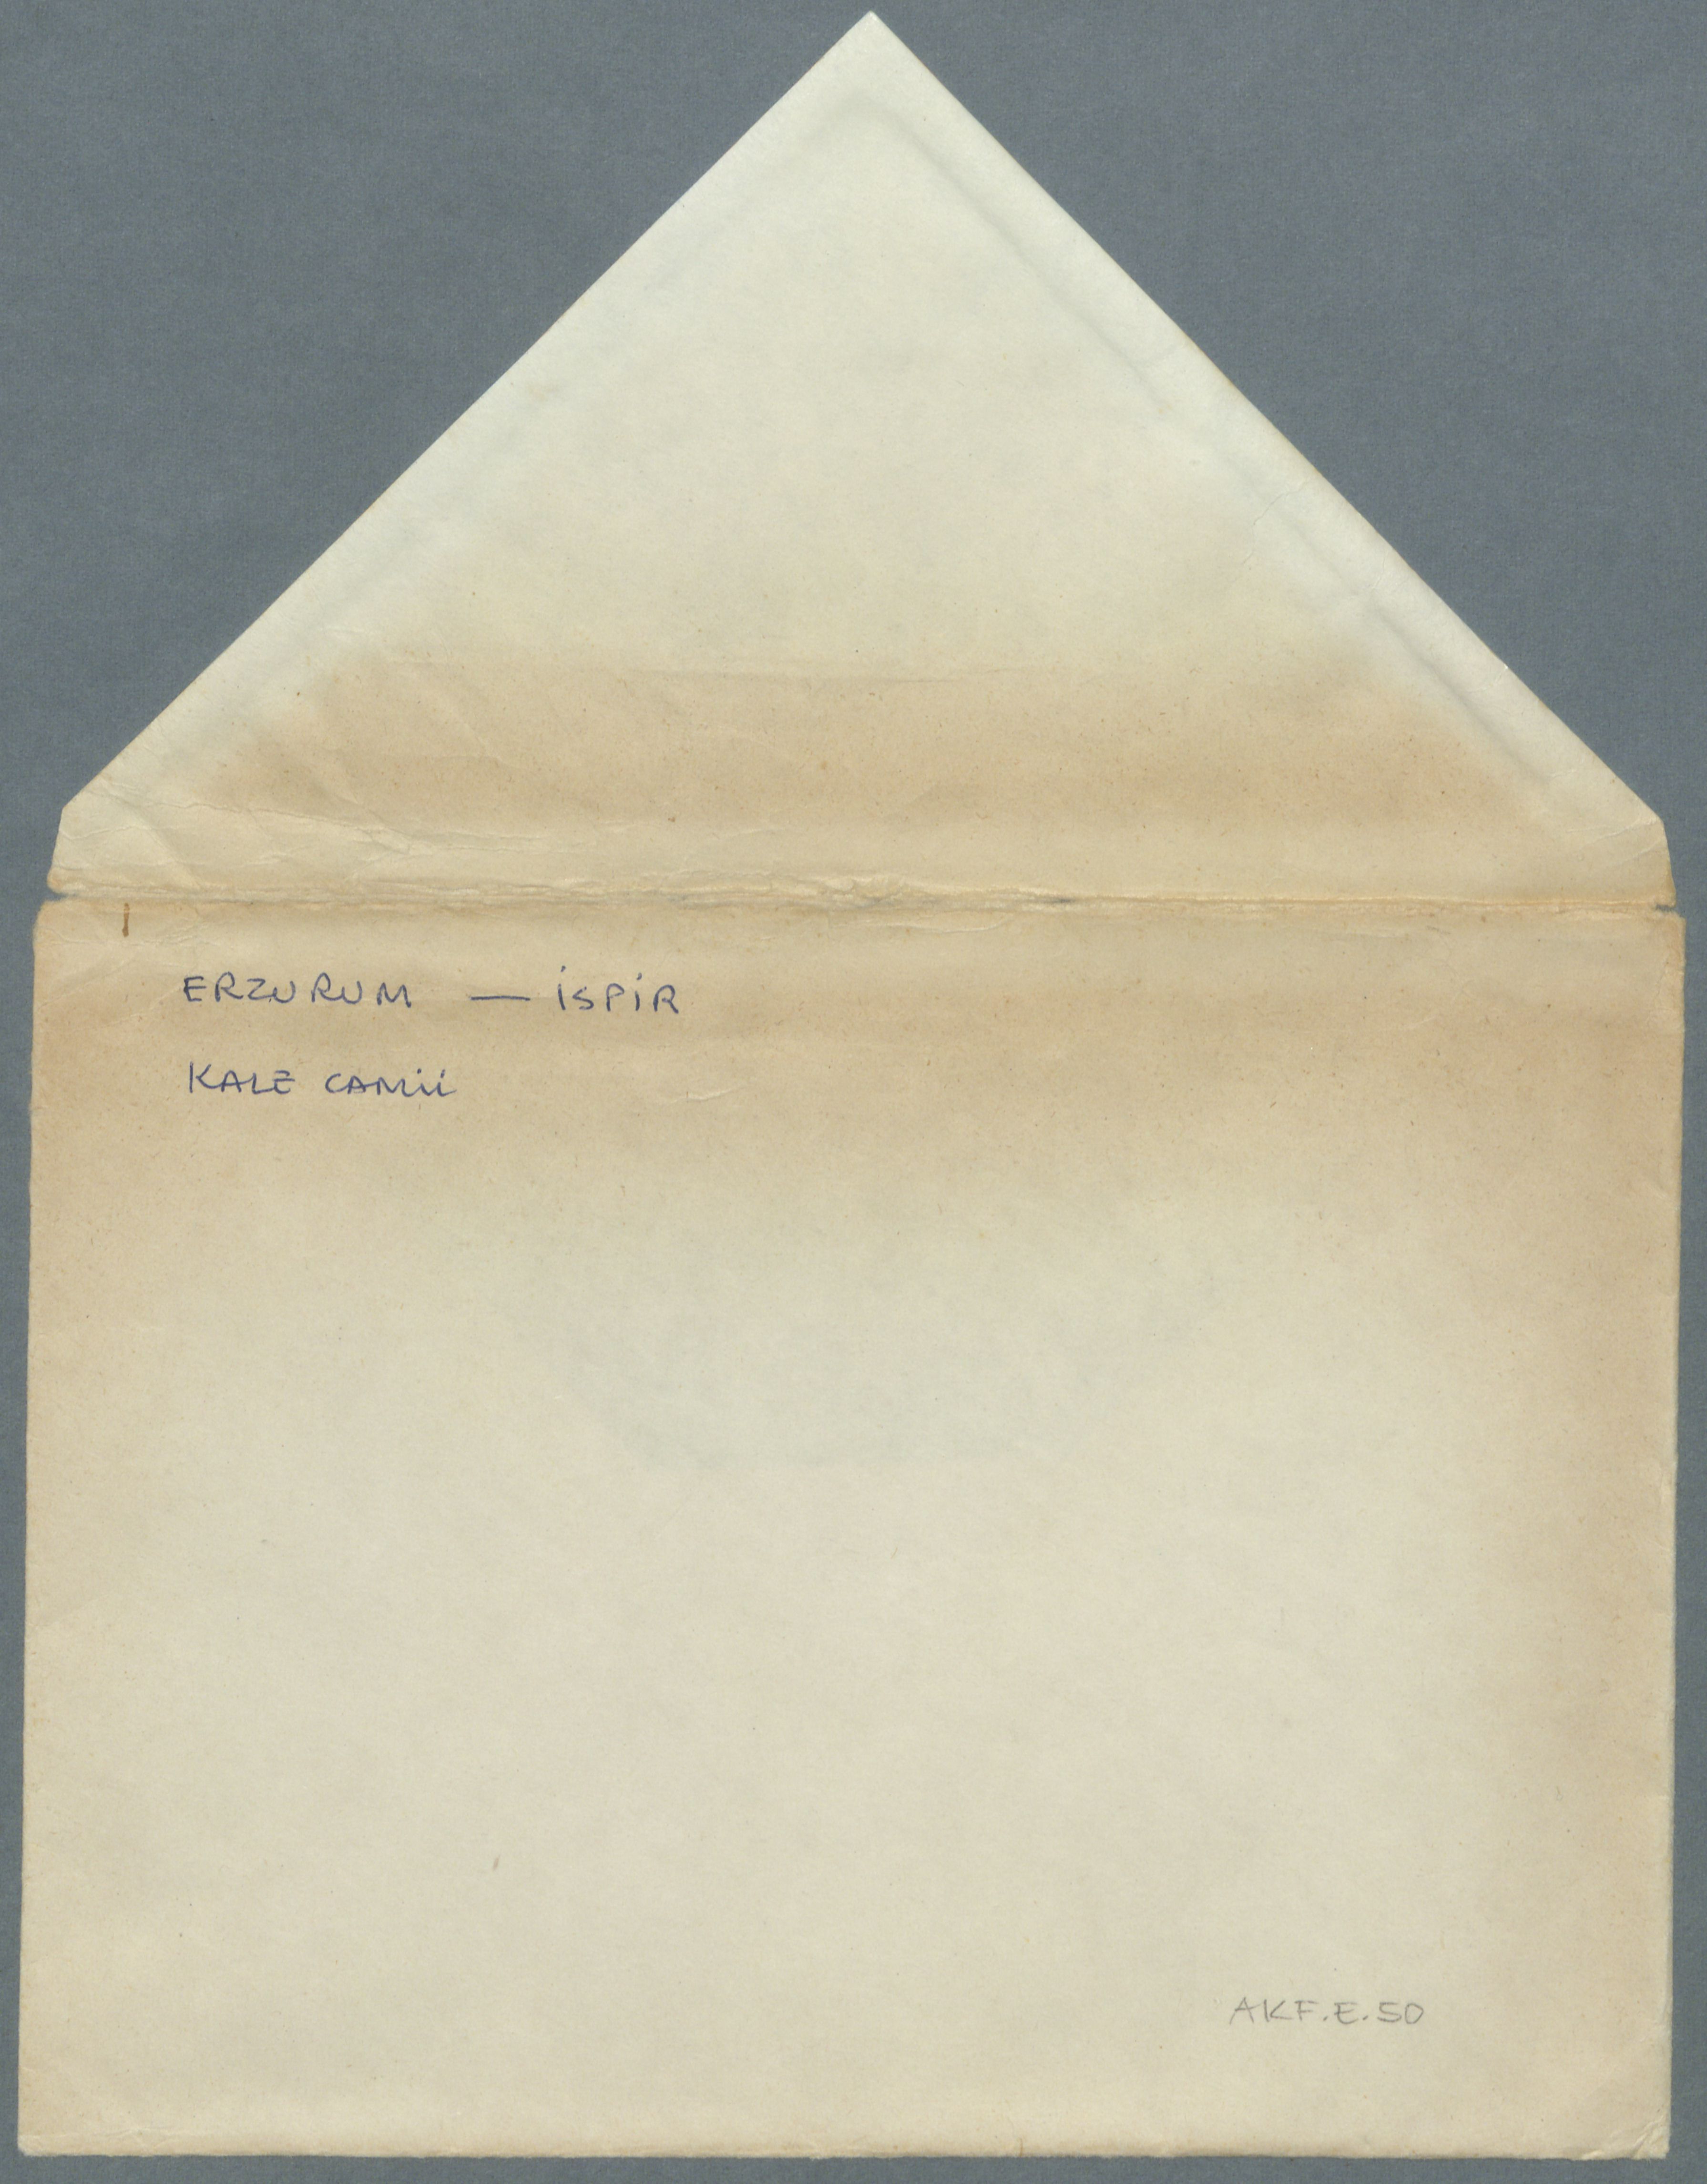 ERZURUM — İSPİR
KALE CAMİİ
AKF.E.50